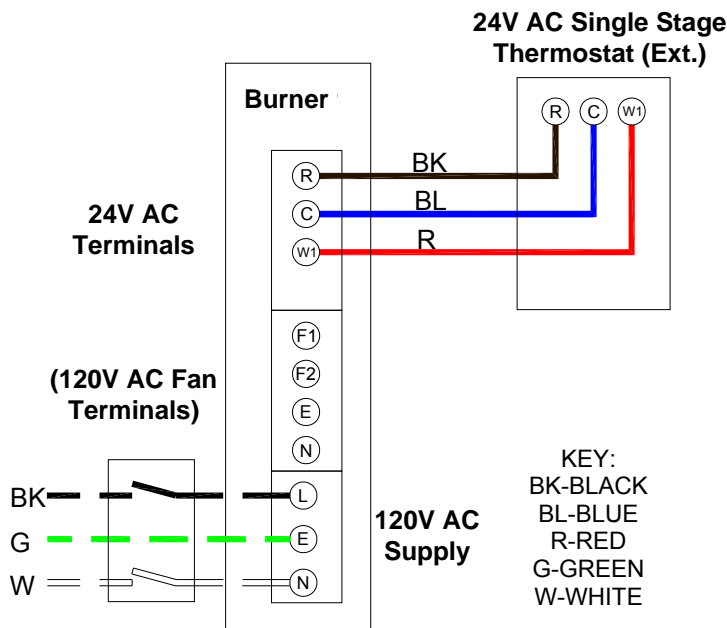 24V AC Single Stage
Thermostat (Ext.)
Burner
R C W1
R
BK
C
BL
W1
R
24V AC
Terminals
F1
F2
E
N
(120V AC Fan
Terminals)
BK
L
G
E
W
N
120V AC
Supply
KEY:
BK-BLACK
BL-BLUE
R-RED
G-GREEN
W-WHITE